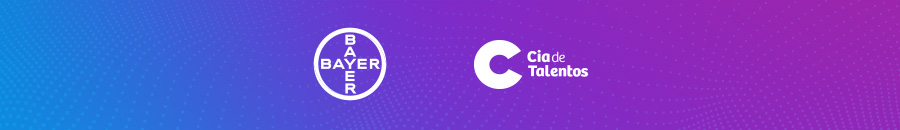 BAYER
BAYER
Cia de
Talentos